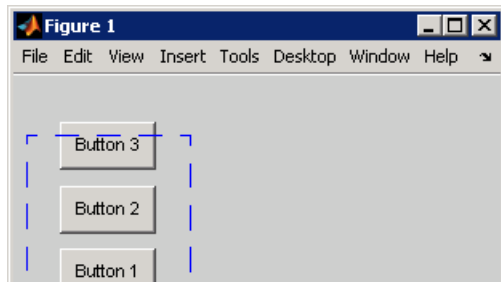 Figure 1
File Edit View Insert Tools Desktop Window Help
Button 3
Button 2
Button 1